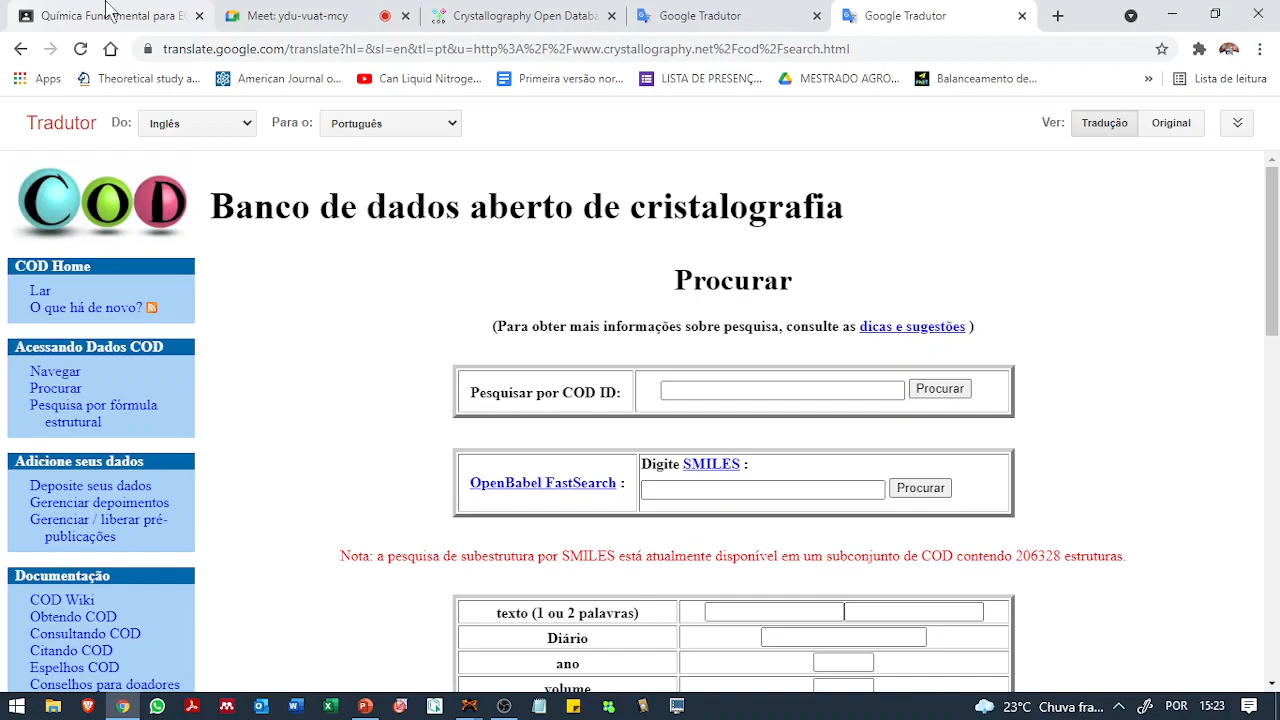 Química Funcional para EC
Meet: zdu-vauz-mcy
Crystallography Open Databa
Google Tradutor
Google Tradutor
translate.google.com/translate?hl=&sl=en&tl=pt&u=http%3A%2F%2Fwww.crystallography.net%2Fcod%2Fsearch.html
Apps
Theoretical study a...
American Journal o...
Can Liquid Nitroge...
Primeira versão nor...
LISTA DE PRESENÇ...
MESTRADO AGRO...
Balanceamento de...
»
Lista de leitura
Tradutor Do: Inglês Para o: Português Ver: Tradução Original
COD
Banco de dados aberto de cristalografia
Procurar
(Para obter mais informações sobre pesquisa, consulte as dicas e sugestões )
COD Home
Lar
O que há de novo?
Acessando Dados COD
Navegar
Procurar
Pesquisa por fórmula
estrutural
Adicione seus dados
Deposite seus dados
Gerenciar depoimentos
Gerenciar / liberar pré-
publicações
Documentação
COD Wiki
Obtendo COD
Consultando COD
Citando COD
Espelhos COD
Conselhos para doadores
Pesquisar por COD ID: Procurar
Digite SMILES :
OpenBabel FastSearch : Procurar
Nota: a pesquisa de subestrutura por SMILES está atualmente disponível em um subconjunto de COD contendo 206328 estruturas.
texto (1 ou 2 palavras)
Diário
ano
volume
23°C Chuva fra... POR 15:23